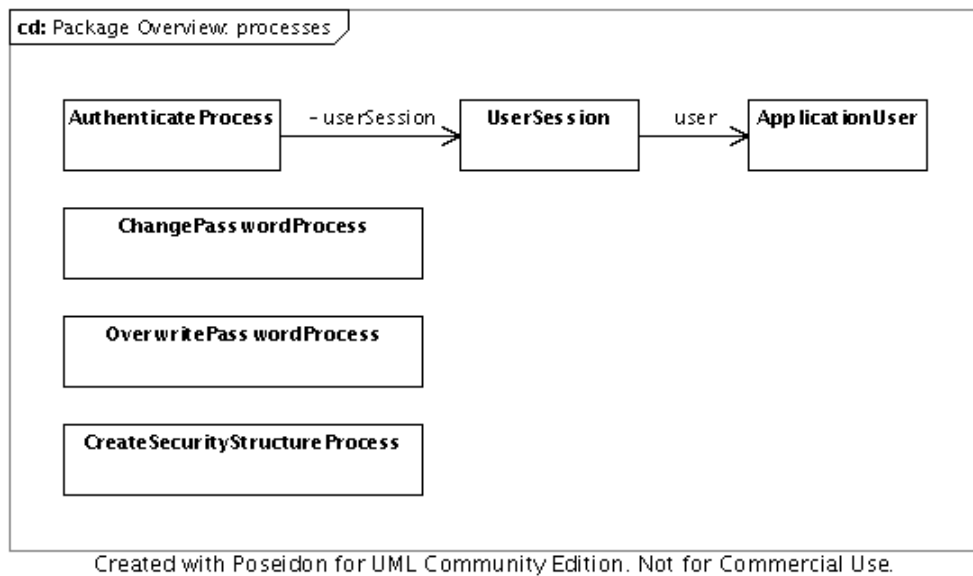 cd: Package Overview: processes
AuthenticateProcess
- userSession
UserSession
user
ApplicationUser
ChangePasswordProcess
OverwritePasswordProcess
CreateSecurityStructureProcess
Created with Poseidon for UML Community Edition. Not for Commercial Use.